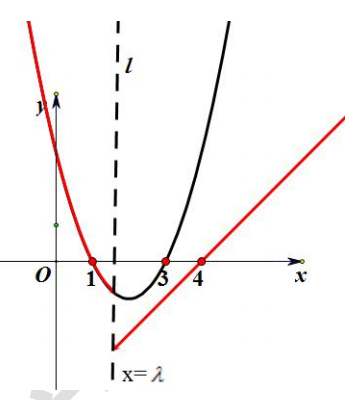 l
y
O 1 3 4 x
x=λ